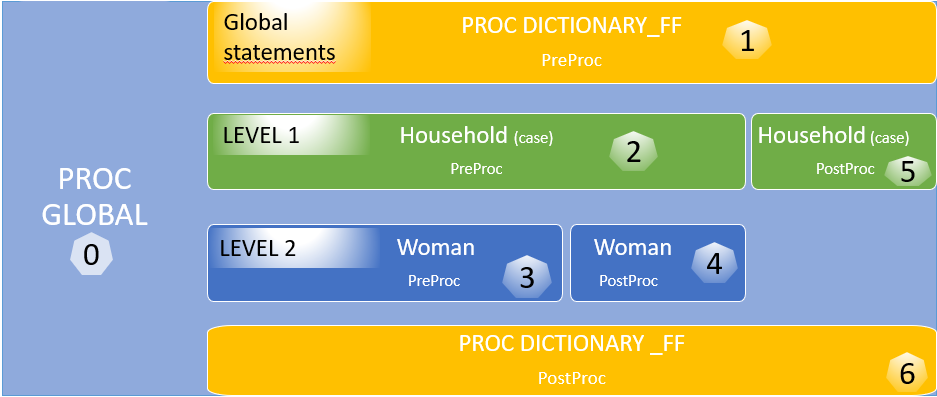 PROC
GLOBAL
0
Global
statements
PROC DICTIONARY_FF
PreProc
1
LEVEL 1
Household (case)
PreProc
2
Household (case)
PostProc
5
LEVEL 2
Woman
PreProc
3
Woman
PostProc
4
PROC DICTIONARY _FF
PostProc
6